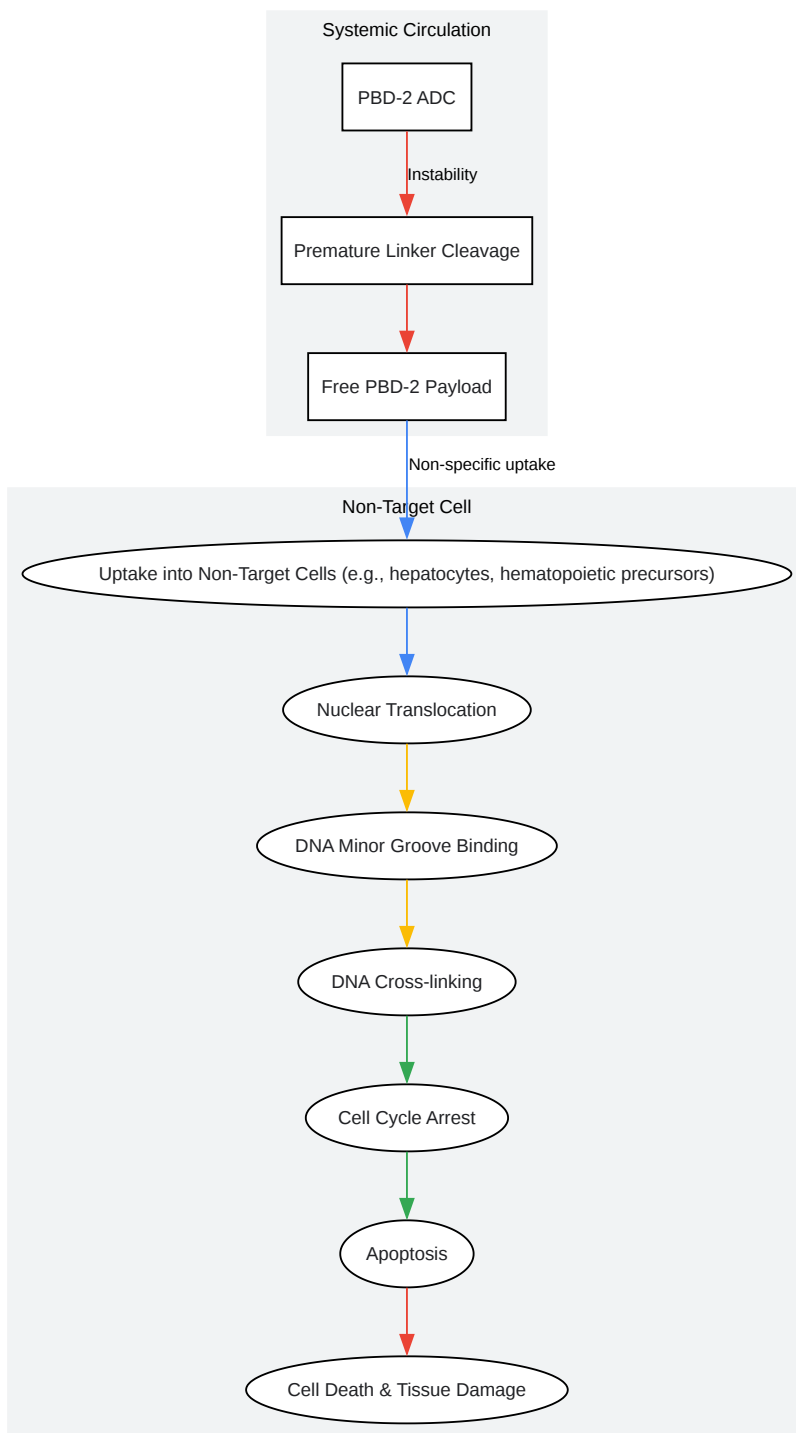 Systemic Circulation
PBD-2 ADC
Instability
Premature Linker Cleavage
Free PBD-2 Payload
Non-specific uptake
Non-Target Cell
Uptake into Non-Target Cells (e.g., hepatocytes, hematopoietic precursors)
Nuclear Translocation
DNA Minor Groove Binding
DNA Cross-linking
Cell Cycle Arrest
Apoptosis
Cell Death & Tissue Damage